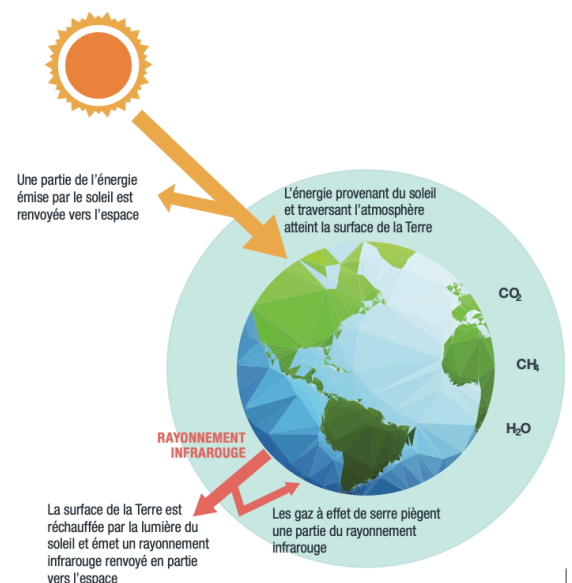 Une partie de l'énergie
émise par le soleil est
renvoyée vers l'espace
L'énergie provenant du soleil
et traversant l'atmosphère
atteint la surface de la Terre
CO₂
CH₄
H₂O
RAYONNEMENT
INFRAROUGE
La surface de la Terre est
réchauffée par la lumière du
soleil et émet un rayonnement
infrarouge renvoyé en partie
vers l'espace
Les gaz à effet de serre piègent
une partie du rayonnement
infrarouge